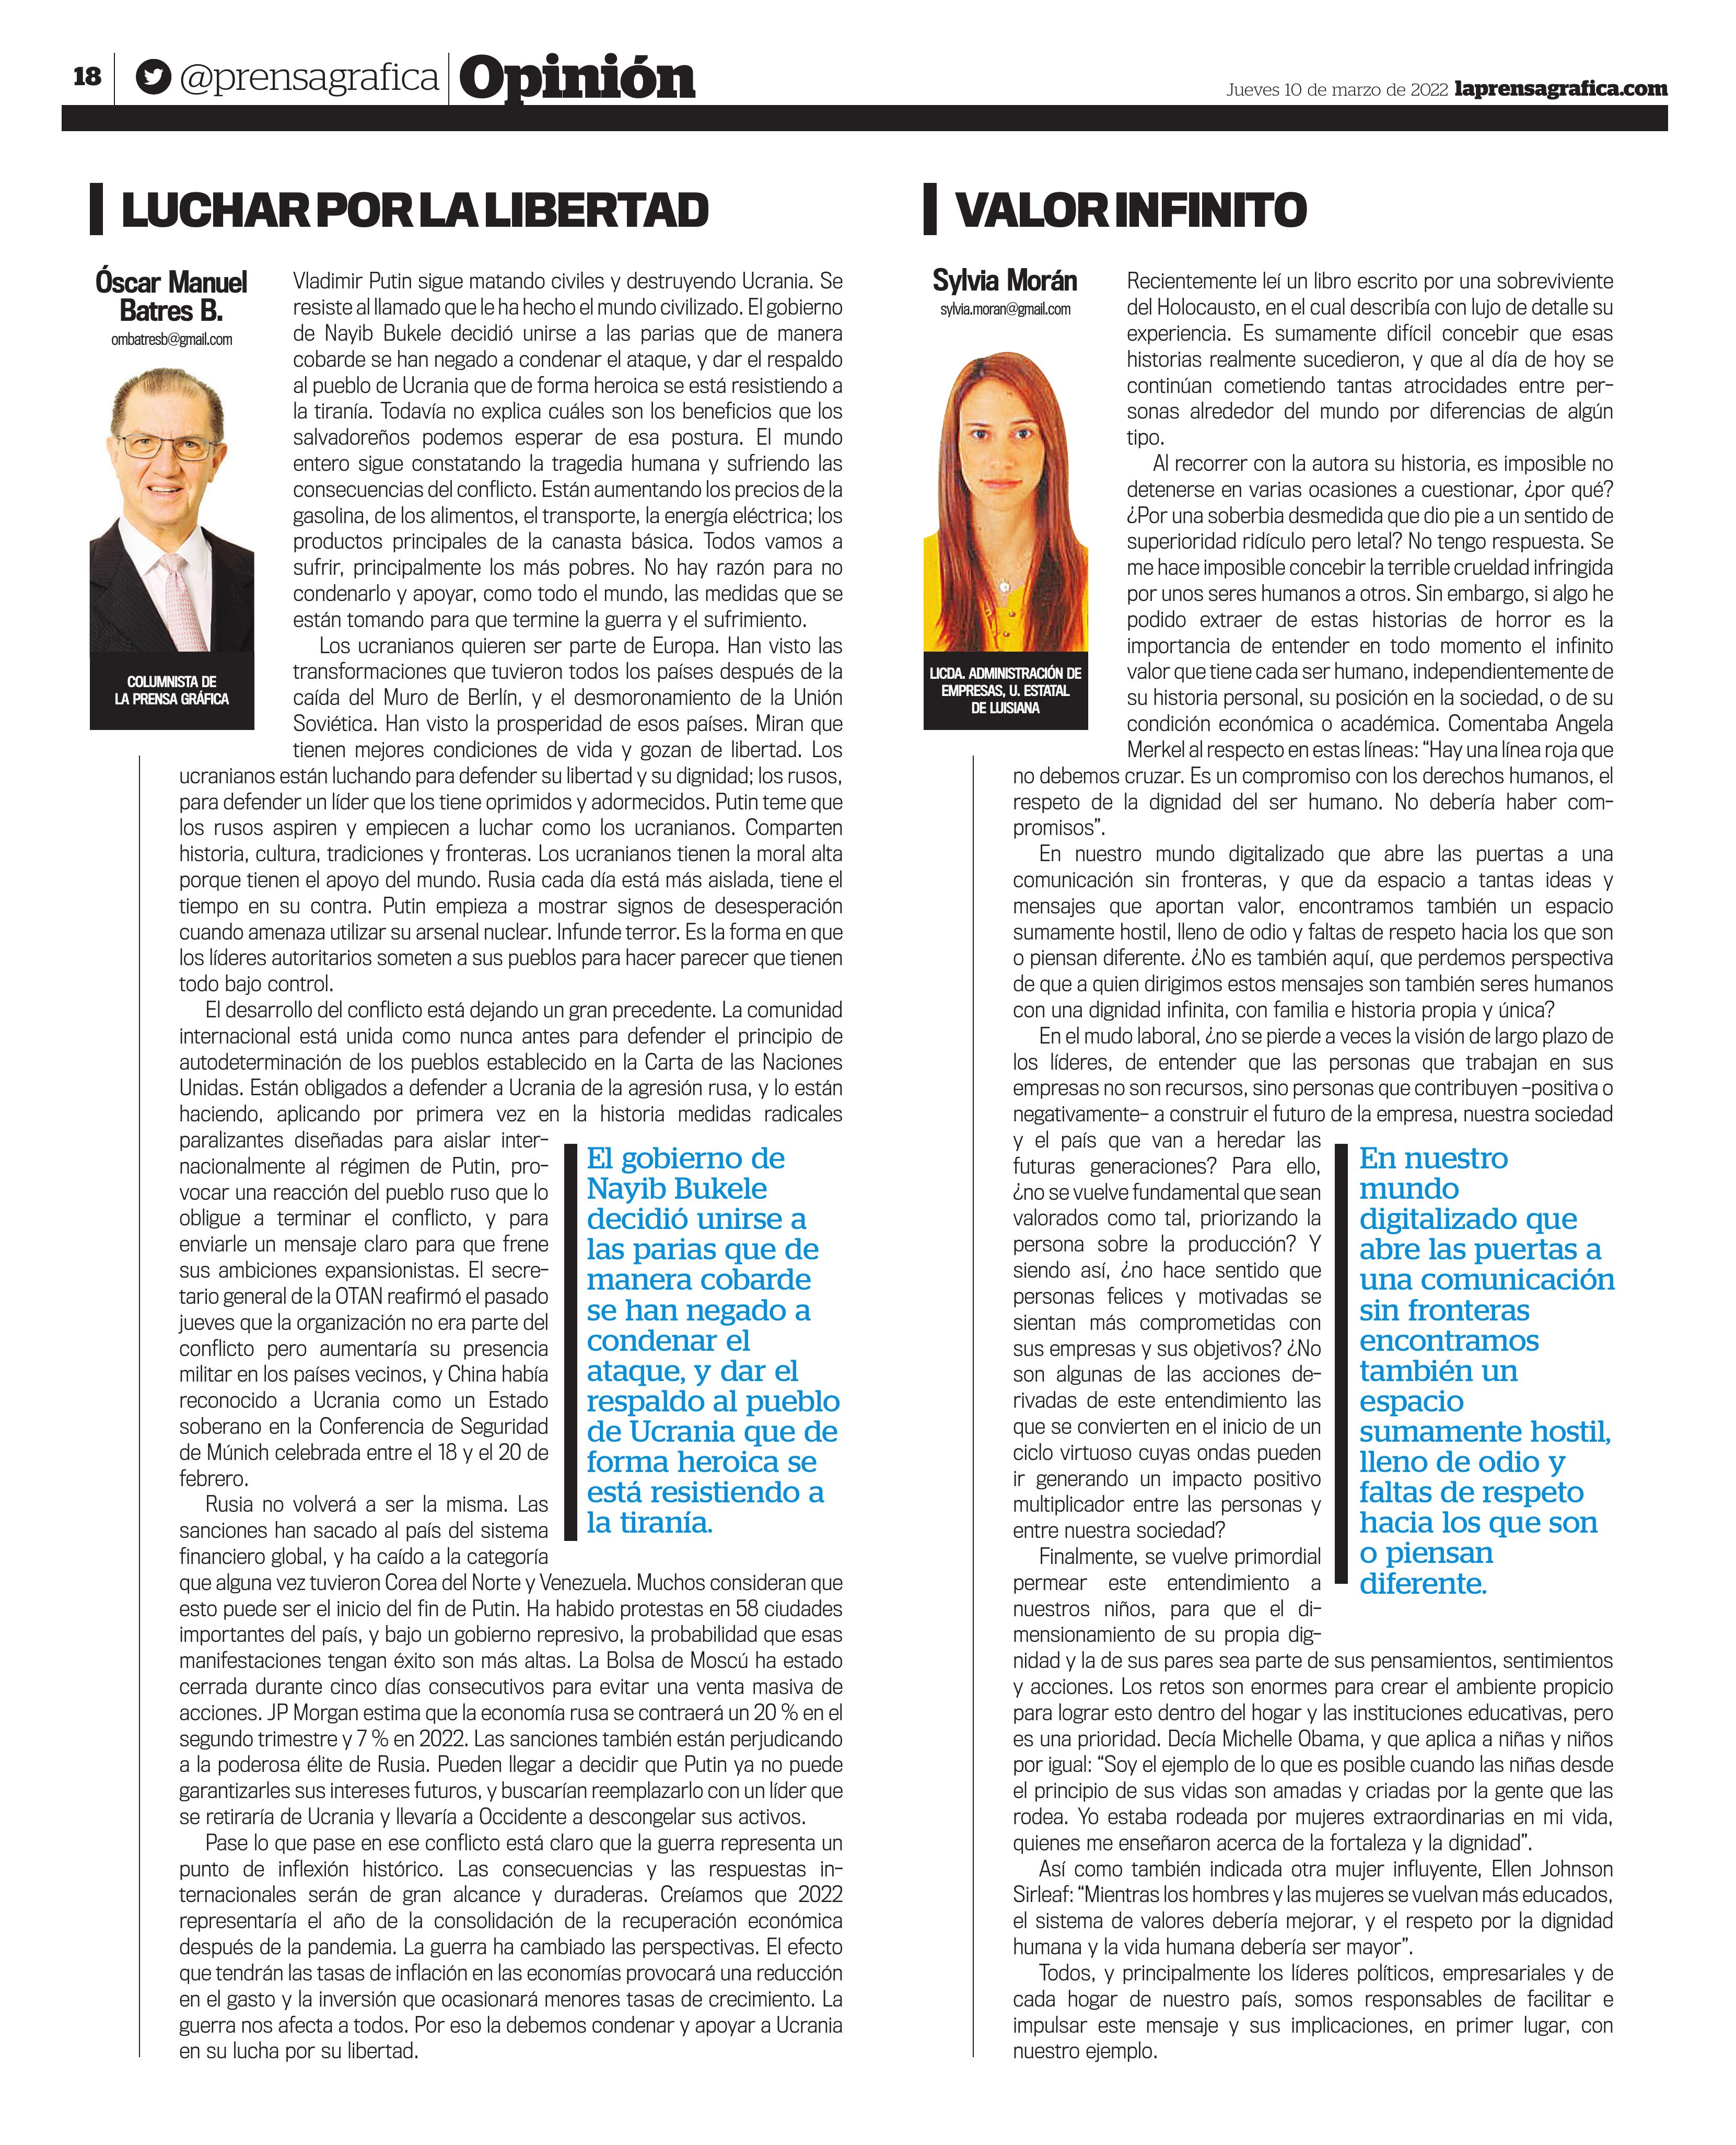 18
@prensagrafica
Opinión
Jueves 10 de marzo de 2022 laprensagrafica.com
LUCHAR POR LA LIBERTAD
Óscar Manuel
Batres B.
ombatresb@gmail.com
COLUMNISTA DE
LA PRENSA GRÁFICA
Vladimir Putin sigue matando civiles y destruyendo Ucrania. Se
resiste al llamado que le ha hecho el mundo civilizado. El gobierno
de Nayib Bukele decidió unirse a las parias que de manera
cobarde se han negado a condenar el ataque, y dar el respaldo
al pueblo de Ucrania que de forma heroica se está resistiendo a
la tiranía. Todavía no explica cuáles son los beneficios que los
salvadoreños podemos esperar de esa postura. El mundo
entero sigue constatando la tragedia humana y sufriendo las
consecuencias del conflicto. Están aumentando los precios de la
gasolina, de los alimentos, el transporte, la energía eléctrica; los
productos principales de la canasta básica. Todos vamos a
sufrir, principalmente los más pobres. No hay razón para no
condenarlo y apoyar, como todo el mundo, las medidas que se
están tomando para que termine la guerra y el sufrimiento.
Los ucranianos quieren ser parte de Europa. Han visto las
transformaciones que tuvieron todos los países después de la
caída del Muro de Berlín, y el desmoronamiento de la Unión
Soviética. Han visto la prosperidad de esos países. Miran que
tienen mejores condiciones de vida y gozan de libertad. Los
ucranianos están luchando para defender su libertad y su dignidad; los rusos,
para defender un líder que los tiene oprimidos y adormecidos. Putin teme que
los rusos aspiren y empiecen a luchar como los ucranianos. Comparten
historia, cultura, tradiciones y fronteras. Los ucranianos tienen la moral alta
porque tienen el apoyo del mundo. Rusia cada día está más aislada, tiene el
tiempo en su contra. Putin empieza a mostrar signos de desesperación
cuando amenaza utilizar su arsenal nuclear. Infunde terror. Es la forma en que
los líderes autoritarios someten a sus pueblos para hacer parecer que tienen
todo bajo control.
El desarrollo del conflicto está dejando un gran precedente. La comunidad
internacional está unida como nunca antes para defender el principio de
autodeterminación de los pueblos establecido en la Carta de las Naciones
Unidas. Están obligados a defender a Ucrania de la agresión rusa, y lo están
haciendo, aplicando por primera vez en la historia medidas radicales
paralizantes diseñadas para aislar inter-
nacionalmente al régimen de Putin, pro-
vocar una reacción del pueblo ruso que lo
obligue a terminar el conflicto, y para
enviarle un mensaje claro para que frene
sus ambiciones expansionistas. El secre-
tario general de la OTAN reafirmó el pasado
jueves que la organización no era parte del
conflicto pero aumentaría su presencia
militar en los países vecinos, y China había
reconocido a Ucrania como un Estado
soberano en la Conferencia de Seguridad
de Múnich celebrada entre el 18 y el 20 de
febrero.
Rusia no volverá a ser la misma. Las
sanciones han sacado al país del sistema
financiero global, y ha caído a la categoría
que alguna vez tuvieron Corea del Norte y Venezuela. Muchos consideran que
esto puede ser el inicio del fin de Putin. Ha habido protestas en 58 ciudades
importantes del país, y bajo un gobierno represivo, la probabilidad que esas
manifestaciones tengan éxito son más altas. La Bolsa de Moscú ha estado
cerrada durante cinco días consecutivos para evitar una venta masiva de
acciones. JP Morgan estima que la economía rusa se contraerá un 20 % en el
segundo trimestre y 7 % en 2022. Las sanciones también están perjudicando
a la poderosa élite de Rusia. Pueden llegar a decidir que Putin ya no puede
garantizarles sus intereses futuros, y buscarían reemplazarlo con un líder que
se retiraría de Ucrania y llevaría a Occidente a descongelar sus activos.
Pase lo que pase en ese conflicto está claro que la guerra representa un
punto de inflexión histórico. Las consecuencias y las respuestas in-
ternacionales serán de gran alcance y duraderas. Creíamos que 2022
representaría el año de la consolidación de la recuperación económica
después de la pandemia. La guerra ha cambiado las perspectivas. El efecto
que tendrán las tasas de inflación en las economías provocará una reducción
en el gasto y la inversión que ocasionará menores tasas de crecimiento. La
guerra nos afecta a todos. Por eso la debemos condenar y apoyar a Ucrania
en su lucha por su libertad.
El gobierno de
Nayib Bukele
decidió unirse a
las parias que de
manera cobarde
se han negado a
condenar el
ataque, y dar el
respaldo al pueblo
de Ucrania que de
forma heroica se
está resistiendo a
la tiranía.
VALOR INFINITO
Sylvia Morán
sylvia.moran@gmail.com
LICDA. ADMINISTRACIÓN DE
EMPRESAS, U. ESTATAL
DE LUISIANA
Recientemente leí un libro escrito por una sobreviviente
del Holocausto, en el cual describía con lujo de detalle su
experiencia. Es sumamente difícil concebir que esas
historias realmente sucedieron, y que al día de hoy se
continúan cometiendo tantas atrocidades entre per-
sonas alrededor del mundo por diferencias de algún
tipo.
Al recorrer con la autora su historia, es imposible no
detenerse en varias ocasiones a cuestionar, ¿por qué?
¿Por una soberbia desmedida que dio pie a un sentido de
superioridad ridículo pero letal? No tengo respuesta. Se
me hace imposible concebir la terrible crueldad infringida
por unos seres humanos a otros. Sin embargo, si algo he
podido extraer de estas historias de horror es la
importancia de entender en todo momento el infinito
valor que tiene cada ser humano, independientemente de
su historia personal, su posición en la sociedad, o de su
condición económica o académica. Comentaba Angela
Merkel al respecto en estas líneas: “Hay una línea roja que
no debemos cruzar. Es un compromiso con los derechos humanos, el
respeto de la dignidad del ser humano. No debería haber com-
promisos”.
En nuestro mundo digitalizado que abre las puertas a una
comunicación sin fronteras, y que da espacio a tantas ideas y
mensajes que aportan valor, encontramos también un espacio
sumamente hostil, lleno de odio y faltas de respeto hacia los que son
o piensan diferente. ¿No es también aquí, que perdemos perspectiva
de que a quien dirigimos estos mensajes son también seres humanos
con una dignidad infinita, con familia e historia propia y única?
En el mudo laboral, ¿no se pierde a veces la visión de largo plazo de
los líderes, de entender que las personas que trabajan en sus
empresas no son recursos, sino personas que contribuyen –positiva o
negativamente– a construir el futuro de la empresa, nuestra sociedad
y el país que van a heredar las
futuras generaciones? Para ello,
¿no se vuelve fundamental que sean
valorados como tal, priorizando la
persona sobre la producción? Y
siendo así, ¿no hace sentido que
personas felices y motivadas se
sientan más comprometidas con
sus empresas y sus objetivos? ¿No
son algunas de las acciones de-
rivadas de este entendimiento las
que se convierten en el inicio de un
ciclo virtuoso cuyas ondas pueden
ir generando un impacto positivo
multiplicador entre las personas y
entre nuestra sociedad?
Finalmente, se vuelve primordial
permear este entendimiento a
nuestros niños, para que el di-
mensionamiento de su propia dig-
nidad y la de sus pares sea parte de sus pensamientos, sentimientos
y acciones. Los retos son enormes para crear el ambiente propicio
para lograr esto dentro del hogar y las instituciones educativas, pero
es una prioridad. Decía Michelle Obama, y que aplica a niñas y niños
por igual: “Soy el ejemplo de lo que es posible cuando las niñas desde
el principio de sus vidas son amadas y criadas por la gente que las
rodea. Yo estaba rodeada por mujeres extraordinarias en mi vida,
quienes me enseñaron acerca de la fortaleza y la dignidad”.
Así como también indicada otra mujer influyente, Ellen Johnson
Sirleaf: “Mientras los hombres y las mujeres se vuelvan más educados,
el sistema de valores debería mejorar, y el respeto por la dignidad
humana y la vida humana debería ser mayor”.
Todos, y principalmente los líderes políticos, empresariales y de
cada hogar de nuestro país, somos responsables de facilitar e
impulsar este mensaje y sus implicaciones, en primer lugar, con
nuestro ejemplo.
En nuestro
mundo
digitalizado que
abre las puertas a
una comunicación
sin fronteras
encontramos
también un
espacio
sumamente hostil,
lleno de odio y
faltas de respeto
hacia los que son
o piensan
diferente.